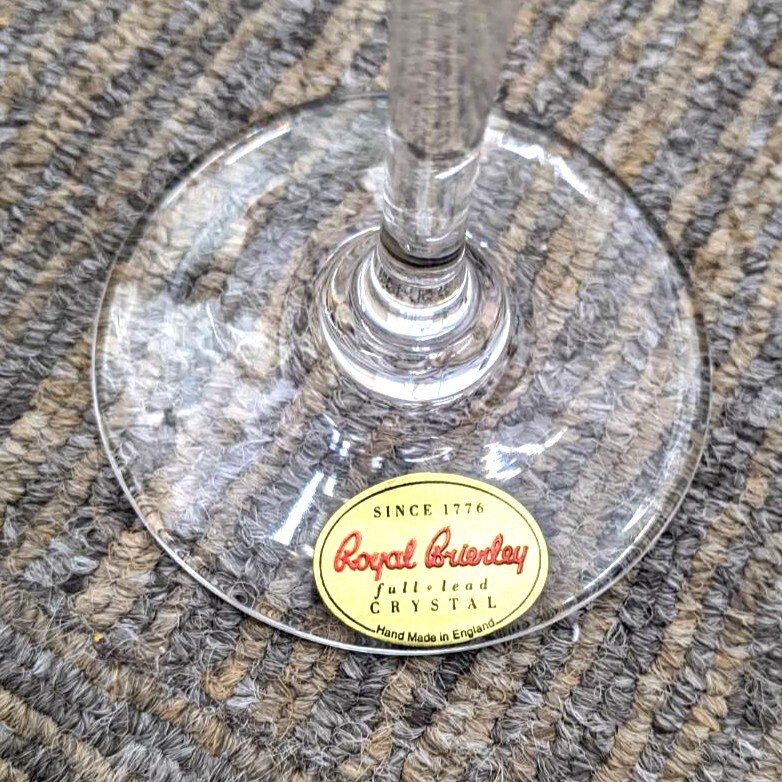 SINCE 1776
Royal Brierley
full • lead
CRYSTAL
Hand Made in England